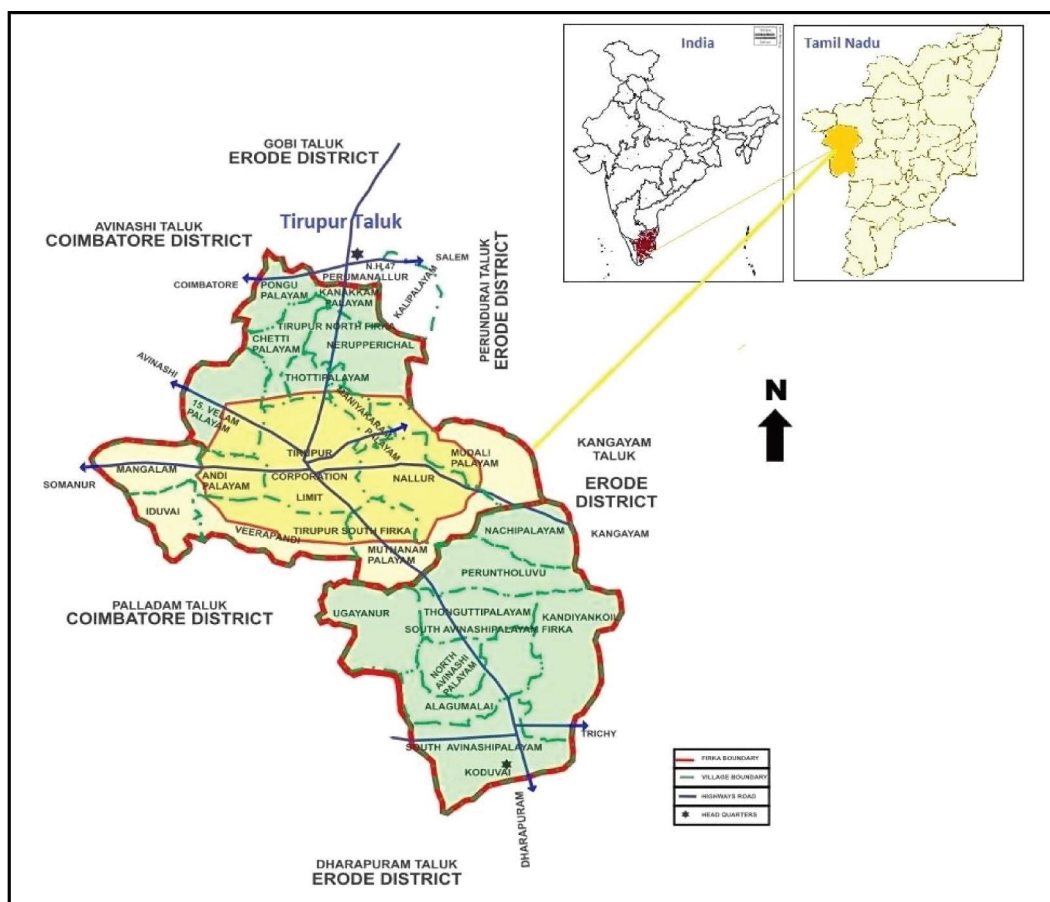 India
Tamil Nadu
GOBI TALUK
ERODE DISTRICT
AVINASHI TALUK
COIMBATORE DISTRICT
Tirupur Taluk
PERUNDURAI TALUK
ERODE DISTRICT
N.H.47
SALEM
PERUMANALLUR
COIMBATORE
PONGU
PALAYAM
KANAKKAM
PALAYAM
KALIPALAYAM
TIRUPUR NORTH FIRKA
CHETTI
PALAYAM
NERUPPERICHAL
AVINASHI
THOTTIPALAYAM
15. VELAM
PALAYAM
MANIYAKARAM
PALAYAM
N
TIRUPUR
CORPORATION
LIMIT
MUDALI
PALAYAM
KANGAYAM
TALUK
ERODE
DISTRICT
MANGALAM
ANDI
PALAYAM
NALLUR
SOMANUR
IDUVAI
VEERAPANDI
TIRUPUR SOUTH FIRKA
NACHIPALAYAM
KANGAYAM
MUTHANAM
PALAYAM
PERUNTHOLUVU
PALLADAM TALUK
COIMBATORE DISTRICT
UGAYANUR
THONGUTTIPALAYAM
KANDIYANKOIL
SOUTH AVINASHIPALAYAM FIRKA
NORTH
AVINASHI
PALAYAM
ALAGUMALAI
TRICHY
SOUTH AVINASHIPALAYAM
KODUVAI
DHARAPURAM
FIRKA BOUNDARY
VILLAGE BOUNDARY
HIGHWAYS ROAD
HEAD QUARTERS
DHARAPURAM TALUK
ERODE DISTRICT